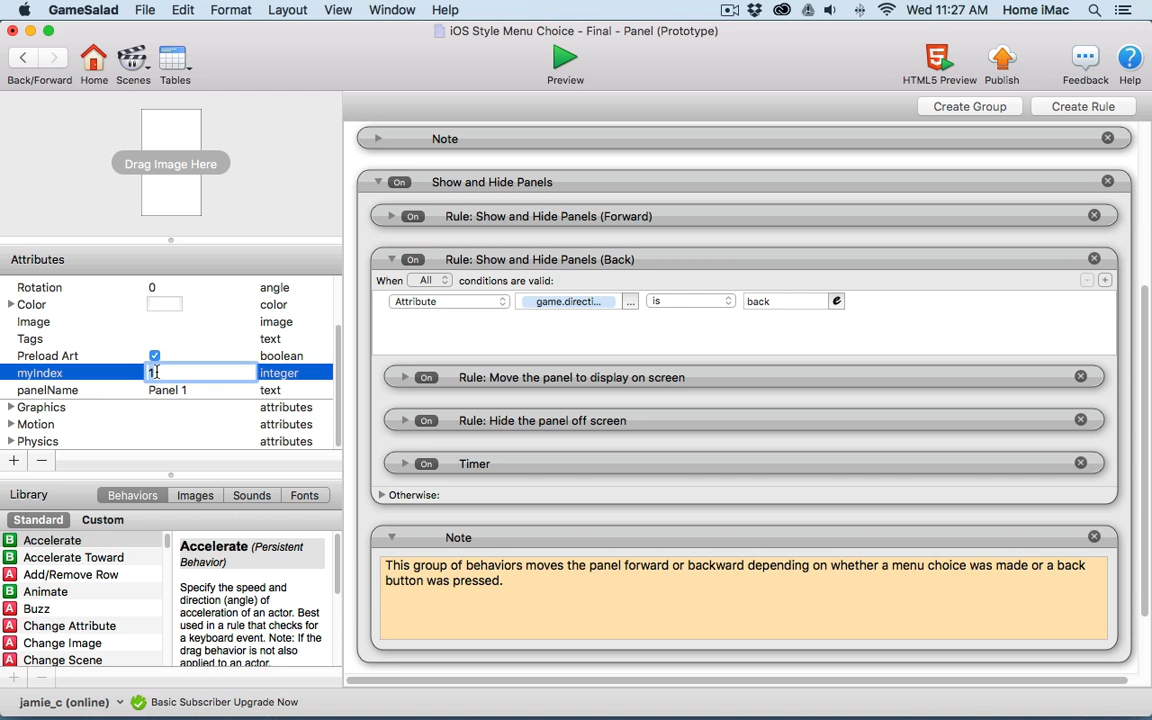 GameSalad File Edit Format Layout View Window Help Wed 11:27 AM Home iMac
iOS Style Menu Choice - Final - Panel (Prototype)
Back/Forward Home Scenes Tables Preview HTML5 Preview Publish Feedback Help
Create Group Create Rule
Drag Image Here
Note
On Show and Hide Panels
On Rule: Show and Hide Panels (Forward)
Attributes
On Rule: Show and Hide Panels (Back)
When All conditions are valid:
Attribute game.directi... ... is back e
Rotation 0 angle
Color color
Image image
Tags text
Preload Art boolean
myIndex 1 integer
panelName Panel 1 text
Graphics attributes
Motion attributes
Physics attributes
On Rule: Move the panel to display on screen
On Rule: Hide the panel off screen
On Timer
Otherwise:
Library Behaviors Images Sounds Fonts
Standard Custom
B Accelerate
B Accelerate Toward
A Add/Remove Row
B Animate
A Buzz
A Change Attribute
A Change Image
A Change Scene
Accelerate (Persistent
Behavior)
Specify the speed and
direction (angle) of
acceleration of an actor. Best
used in a rule that checks for
a keyboard event. Note: If the
drag behavior is not also
applied to an actor,
Note
This group of behaviors moves the panel forward or backward depending on whether a menu choice was made or a back
button was pressed.
jamie_c (online) Basic Subscriber Upgrade Now